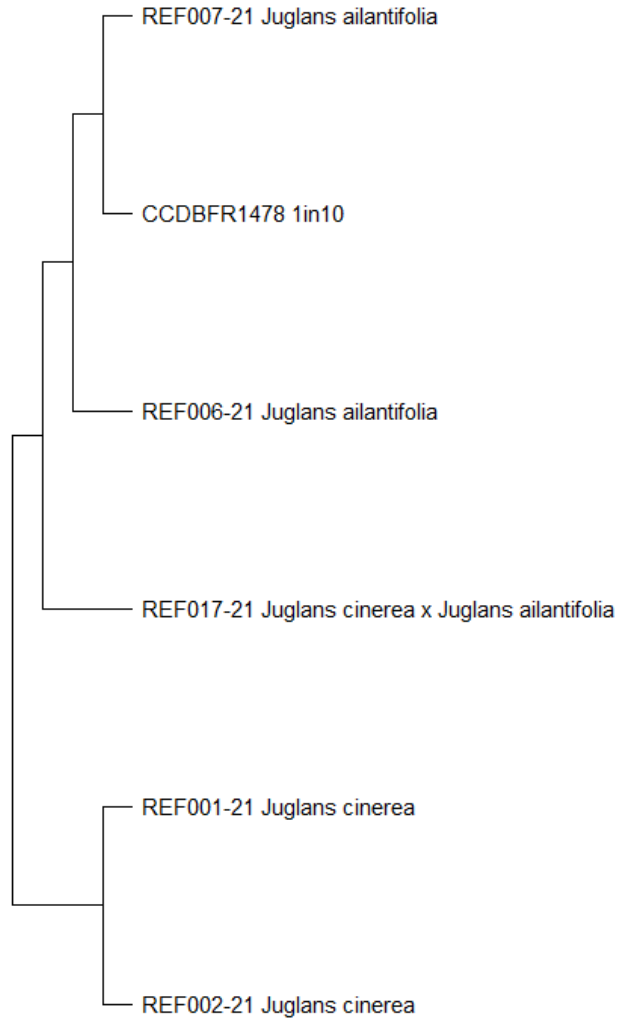 REF007-21 Juglans ailantifolia
CCDBFR1478 1in10
REF006-21 Juglans ailantifolia
REF017-21 Juglans cinerea x Juglans ailantifolia
REF001-21 Juglans cinerea
REF002-21 Juglans cinerea